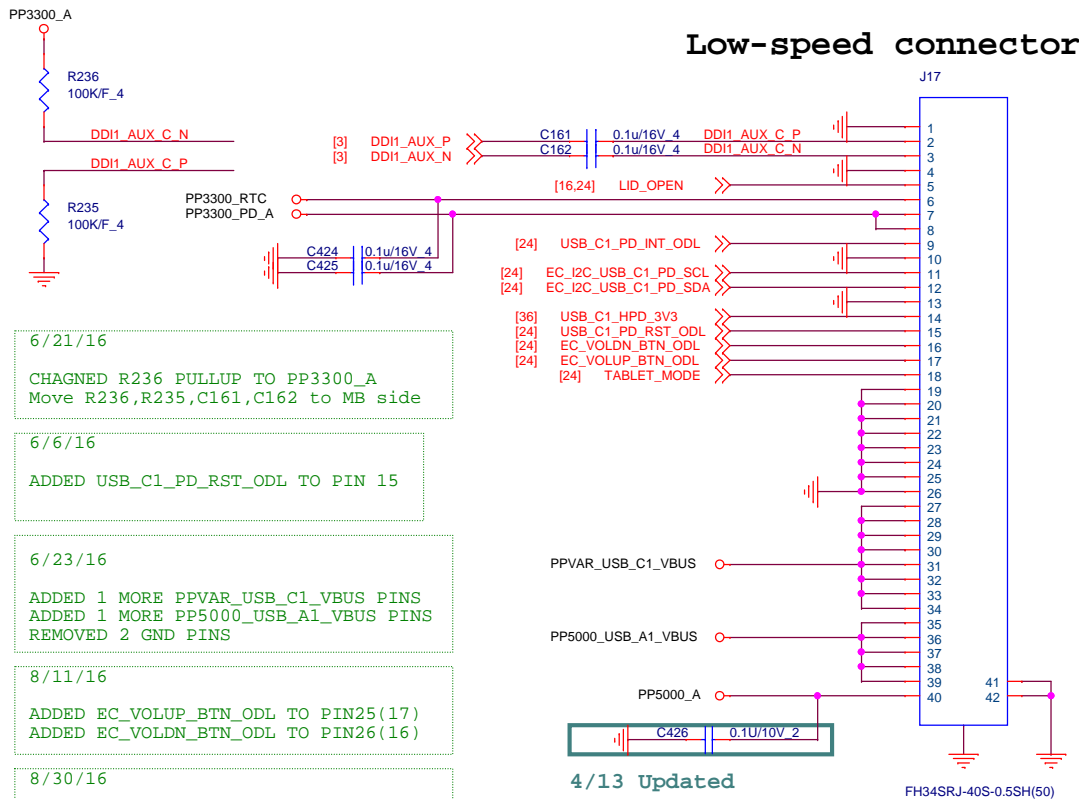 PP3300_A
Low-speed connector
R236
100K/F_4
DDI1_AUX_C_N
DDI1_AUX_C_P
R235
100K/F_4
J17
[3] DDI1_AUX_P C161 0.1u/16V_4 DDI1_AUX_C_P
[3] DDI1_AUX_N C162 0.1u/16V_4 DDI1_AUX_C_N
[16,24] LID_OPEN
PP3300_RTC
PP3300_PD_A
C424 0.1u/16V_4
C425 0.1u/16V_4
[24] USB_C1_PD_INT_ODL
[24] EC_I2C_USB_C1_PD_SCL
[24] EC_I2C_USB_C1_PD_SDA
[36] USB_C1_HPD_3V3
[24] USB_C1_PD_RST_ODL
[24] EC_VOLDN_BTN_ODL
[24] EC_VOLUP_BTN_ODL
[24] TABLET_MODE
PPVAR_USB_C1_VBUS
PP5000_USB_A1_VBUS
PP5000_A
C426 0.1U/10V_2
4/13 Updated
1
2
3
4
5
6
7
8
9
10
11
12
13
14
15
16
17
18
19
20
21
22
23
24
25
26
27
28
29
30
31
32
33
34
35
36
37
38
39
40
41
42
FH34SRJ-40S-0.5SH(50)
6/21/16
CHAGNED R236 PULLUP TO PP3300_A
Move R236,R235,C161,C162 to MB side
6/6/16
ADDED USB_C1_PD_RST_ODL TO PIN 15
6/23/16
ADDED 1 MORE PPVAR_USB_C1_VBUS PINS
ADDED 1 MORE PP5000_USB_A1_VBUS PINS
REMOVED 2 GND PINS
8/11/16
ADDED EC_VOLUP_BTN_ODL TO PIN25(17)
ADDED EC_VOLDN_BTN_ODL TO PIN26(16)
8/30/16